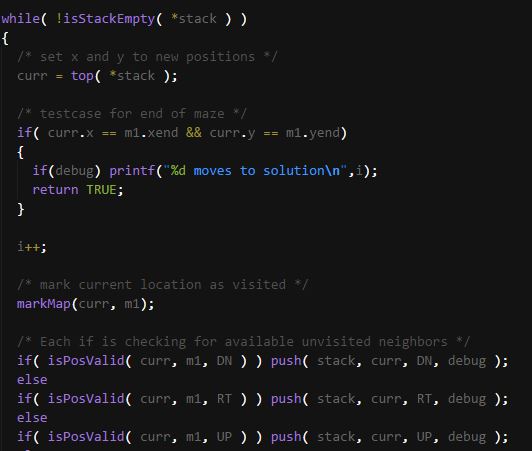 while( !isStackEmpty( *stack ) )
{
/* set x and y to new positions */
curr = top( *stack );
/* testcase for end of maze */
if( curr.x == m1.xend && curr.y == m1.yend)
{
if(debug) printf("%d moves to solution\n",i);
return TRUE;
}
i++;
/* mark current location as visited */
markMap(curr, m1);
/* Each if is checking for available unvisited neighbors */
if( isPosValid( curr, m1, DN ) ) push( stack, curr, DN, debug );
else
if( isPosValid( curr, m1, RT ) ) push( stack, curr, RT, debug );
else
if( isPosValid( curr, m1, UP ) ) push( stack, curr, UP, debug );